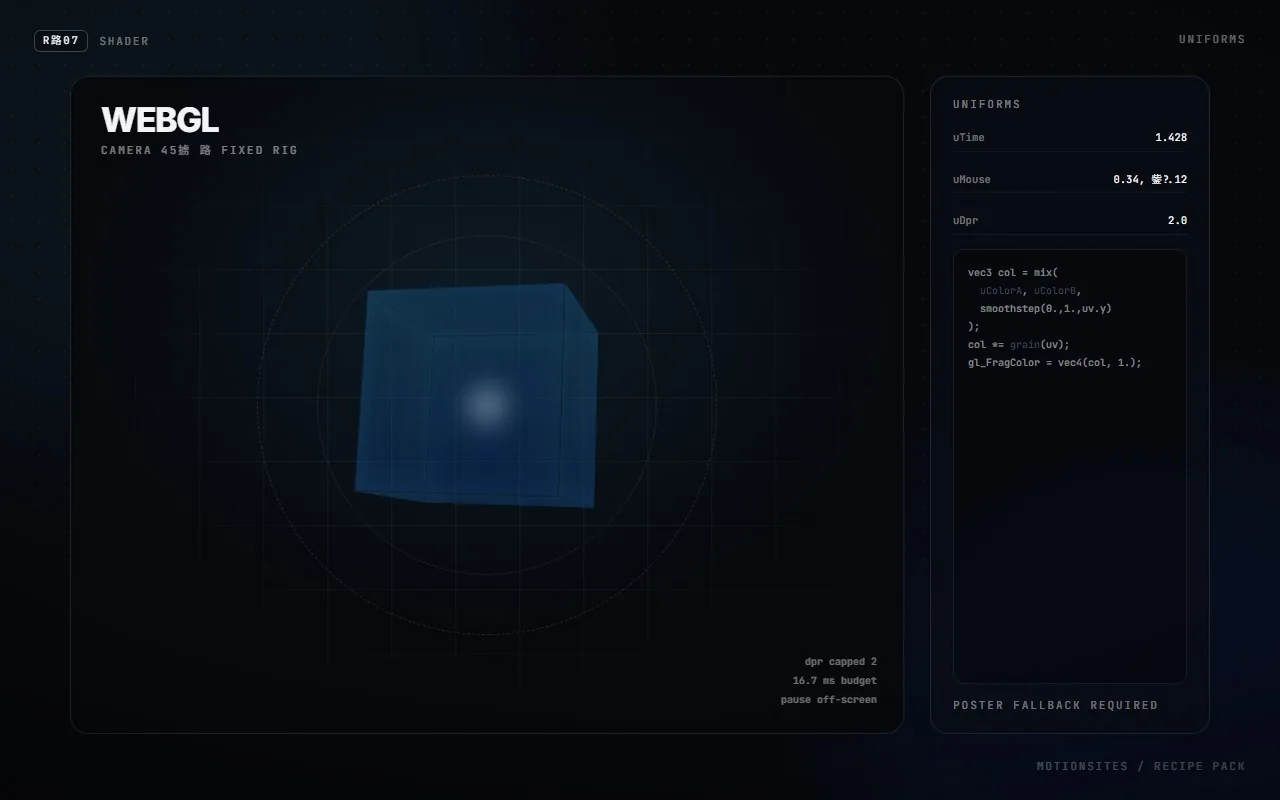 R路07 SHADER
UNIFORMS
WEBGL
CAMERA 45掳 路 FIXED RIG
dpr capped 2
16.7 ms budget
pause off-screen
UNIFORMS
uTime 1.428
uMouse 0.34, 鈭?.12
uDpr 2.0
vec3 col = mix(
uColorA, uColorB,
smoothstep(0.,1.,uv.y)
);
col *= grain(uv);
gl_FragColor = vec4(col, 1.);
POSTER FALLBACK REQUIRED
MOTIONSITES / RECIPE PACK